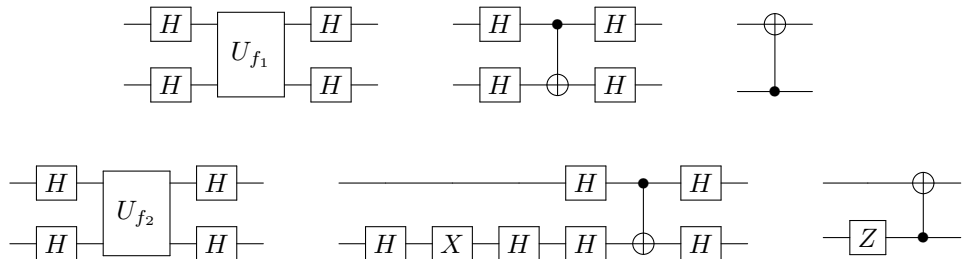 H U_{f_1} H H H
H H H H
H U_{f_2} H H H
H H H X H H H Z